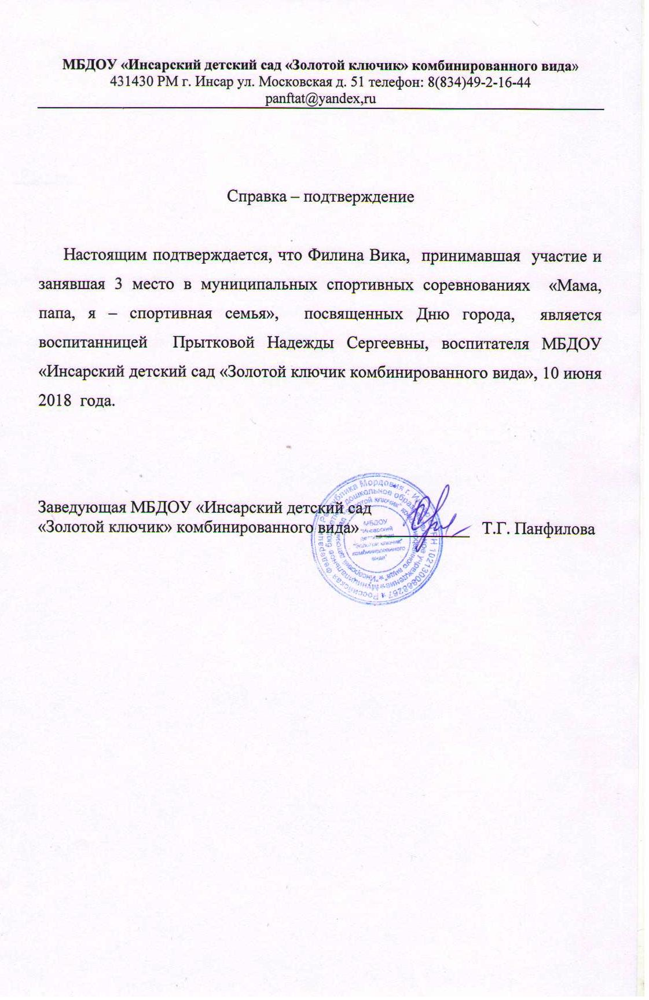 МБДОУ «Инсарский детский сад «Золотой ключик» комбинированного вида»
431430 РМ г. Инсар ул. Московская д. 51 телефон: 8(834)49-2-16-44
panftat@yandex,ru
Справка – подтверждение
Настоящим подтверждается, что Филина Вика, принимавшая участие и
занявшая 3 место в муниципальных спортивных соревнованиях «Мама,
папа, я – спортивная семья», посвященных Дню города, является
воспитанницей Прытковой Надежды Сергеевны, воспитателя МБДОУ
«Инсарский детский сад «Золотой ключик комбинированного вида», 10 июня
2018 года.
Заведующая МБДОУ «Инсарский детский сад
«Золотой ключик» комбинированного вида» Т.Г. Панфилова
МБДОУ
"Инсарский
детский сад
"Золотой ключик"
комбинированного
вида"